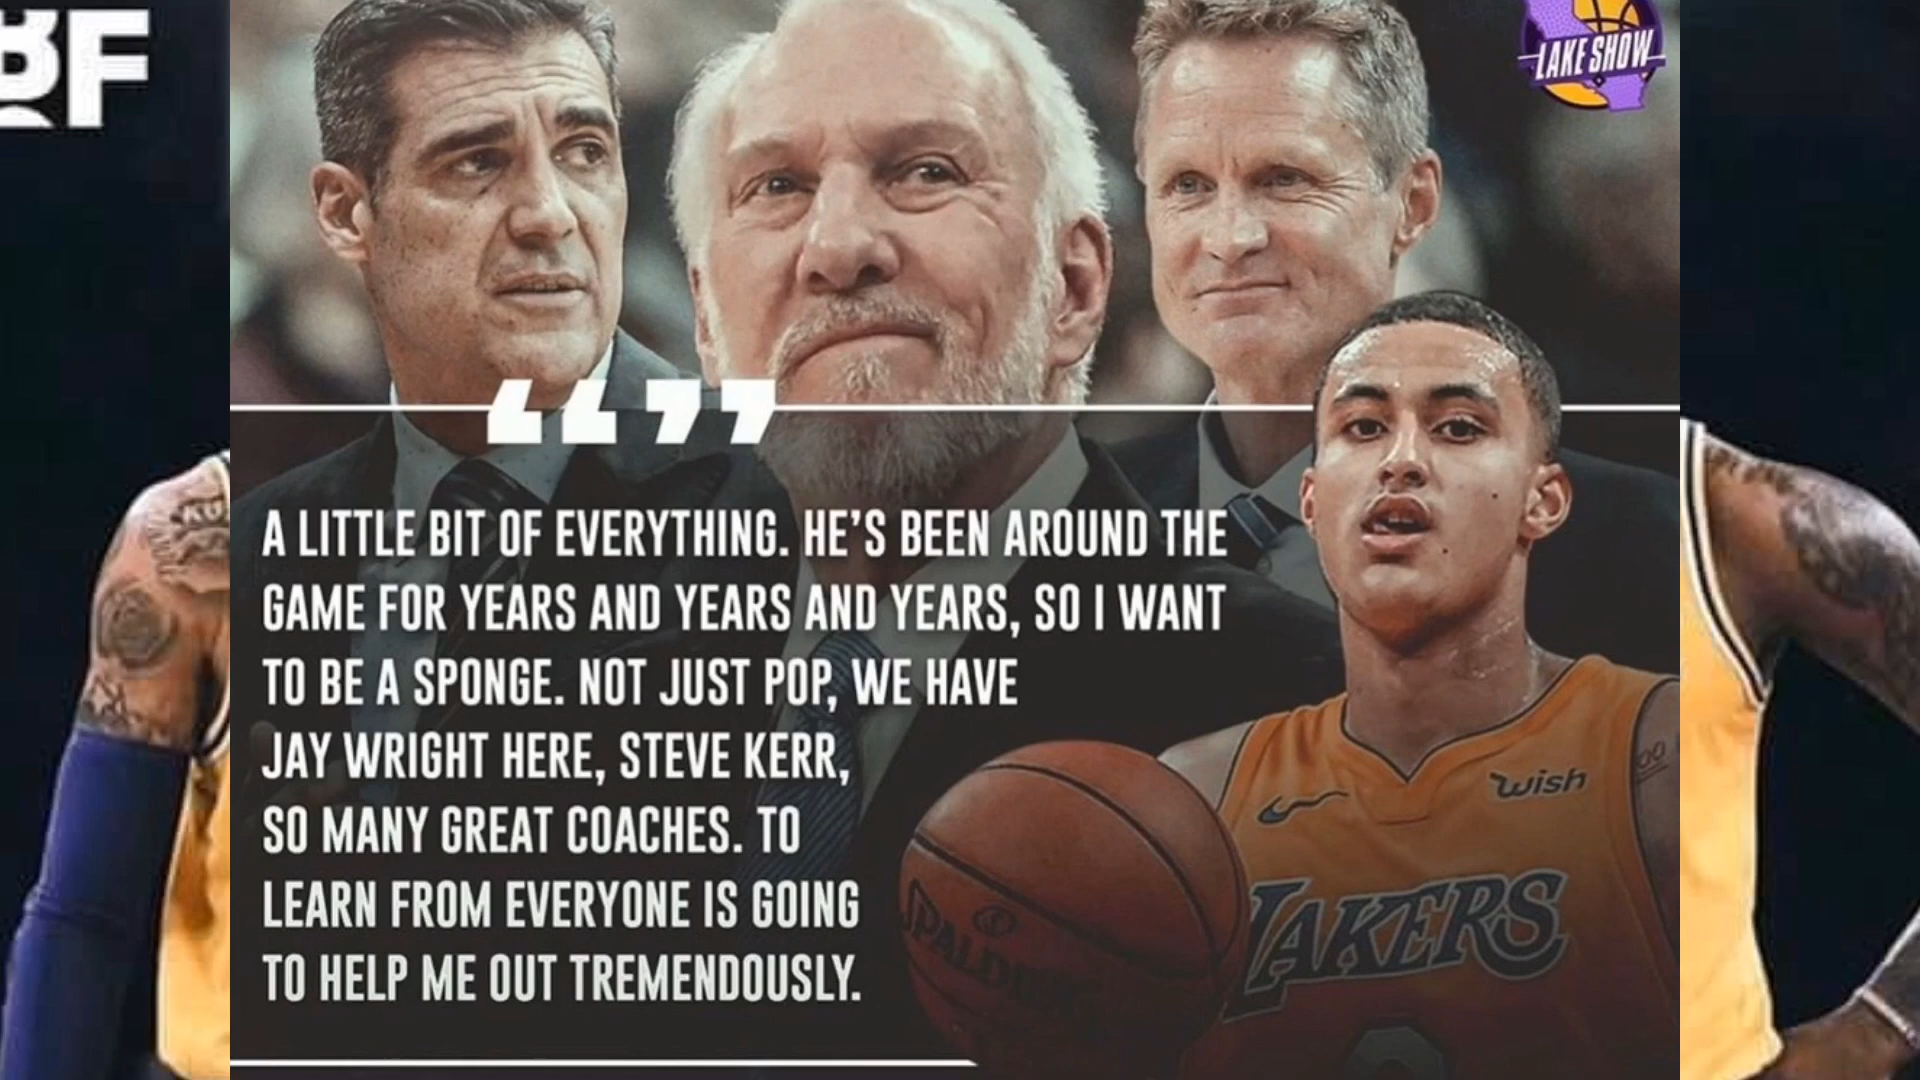 BF
LAKE SHOW
““ ””
A LITTLE BIT OF EVERYTHING. HE’S BEEN AROUND THE
GAME FOR YEARS AND YEARS AND YEARS, SO I WANT
TO BE A SPONGE. NOT JUST POP, WE HAVE
JAY WRIGHT HERE, STEVE KERR,
SO MANY GREAT COACHES. TO
LEARN FROM EVERYONE IS GOING
TO HELP ME OUT TREMENDOUSLY.
wish
LAKERS
SPALDING